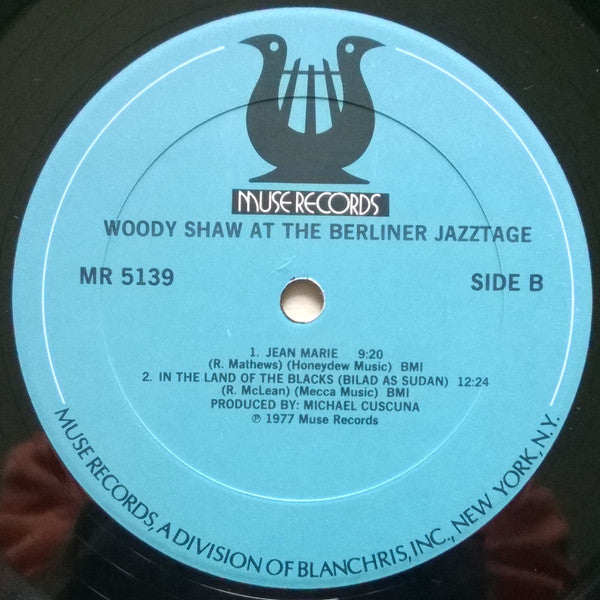 MUSE RECORDS
WOODY SHAW AT THE BERLINER JAZZTAGE
MR 5139
SIDE B
1. JEAN MARIE 9:20
(R. Mathews) (Honeydew Music) BMI
2. IN THE LAND OF THE BLACKS (BILAD AS SUDAN) 12:24
(R. McLean) (Mecca Music) BMI
PRODUCED BY: MICHAEL CUSCUNA
℗ 1977 Muse Records
MUSE RECORDS, A DIVISION OF BLANCHRIS, INC., NEW YORK, N.Y.